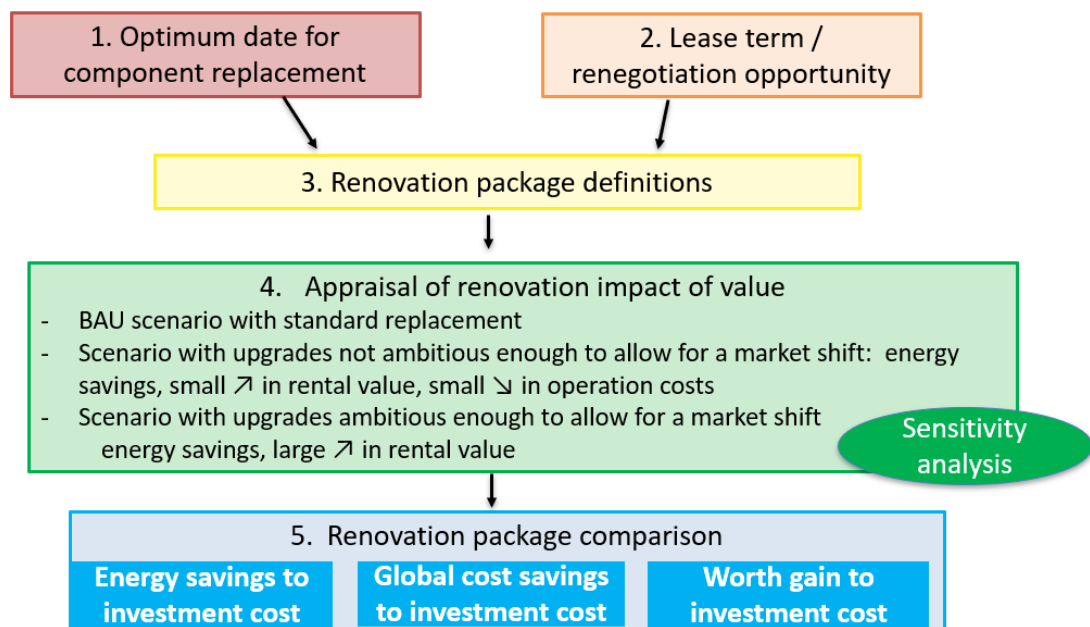 1. Optimum date for
component replacement
2. Lease term /
renegotiation opportunity
3. Renovation package definitions
4. Appraisal of renovation impact of value
- BAU scenario with standard replacement
- Scenario with upgrades not ambitious enough to allow for a market shift: energy
savings, small ↗ in rental value, small ↘ in operation costs
- Scenario with upgrades ambitious enough to allow for a market shift
energy savings, large ↗ in rental value
Sensitivity
analysis
5. Renovation package comparison
Energy savings to
investment cost
Global cost savings
to investment cost
Worth gain to
investment cost